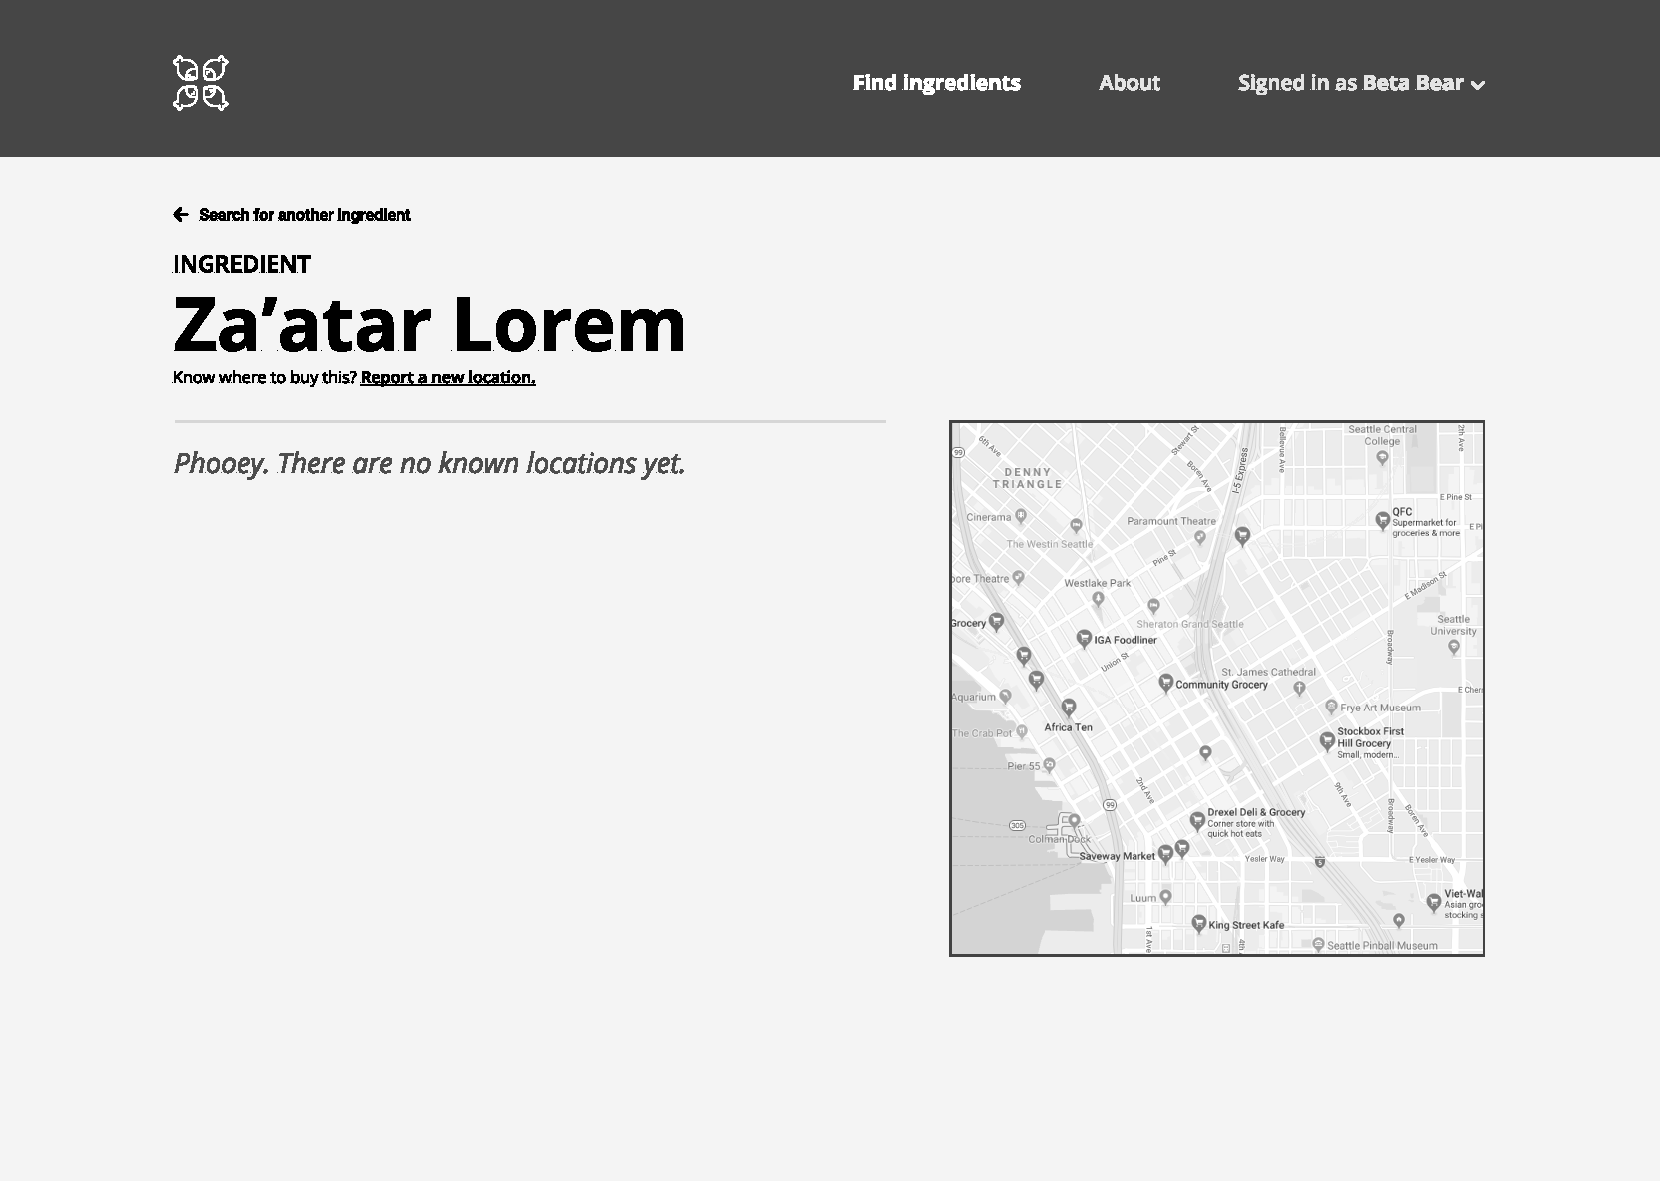 Find ingredients
About
Signed in as Beta Bear
Search for another ingredient
INGREDIENT
Za’atar Lorem
Know where to buy this? Report a new location.
Phooey. There are no known locations yet.
6th Ave
Stewart St
Bellevue Ave
Seattle Central
College
2th Ave
99
DENNY
TRIANGLE
Boren Ave
I-5 Express
E Pine St
Cinerama
Paramount Theatre
QFC
Supermarket for
groceries & more
E Pi
The Westin Seattle
Pine St
ore Theatre
Westlake Park
E Madison St
Grocery
Sheraton Grand Seattle
Seattle
University
IGA Foodliner
Union St
Broadway
St. James Cathedral
Community Grocery
E Cherr
Aquarium
Frye Art Museum
Africa Ten
The Crab Pot
Stockbox First
Hill Grocery
Small, modern...
Pier 55
2nd Ave
9th Ave
99
Broadway
Boren Ave
Drexel Deli & Grocery
Corner store with
quick hot eats
305
Colman Dock
Saveway Market
Yesler Way
5
E Yesler Way
Luum
Viet-Wal
Asian gro
stocking s
King Street Kafe
1st Ave
4th
Seattle Pinball Museum